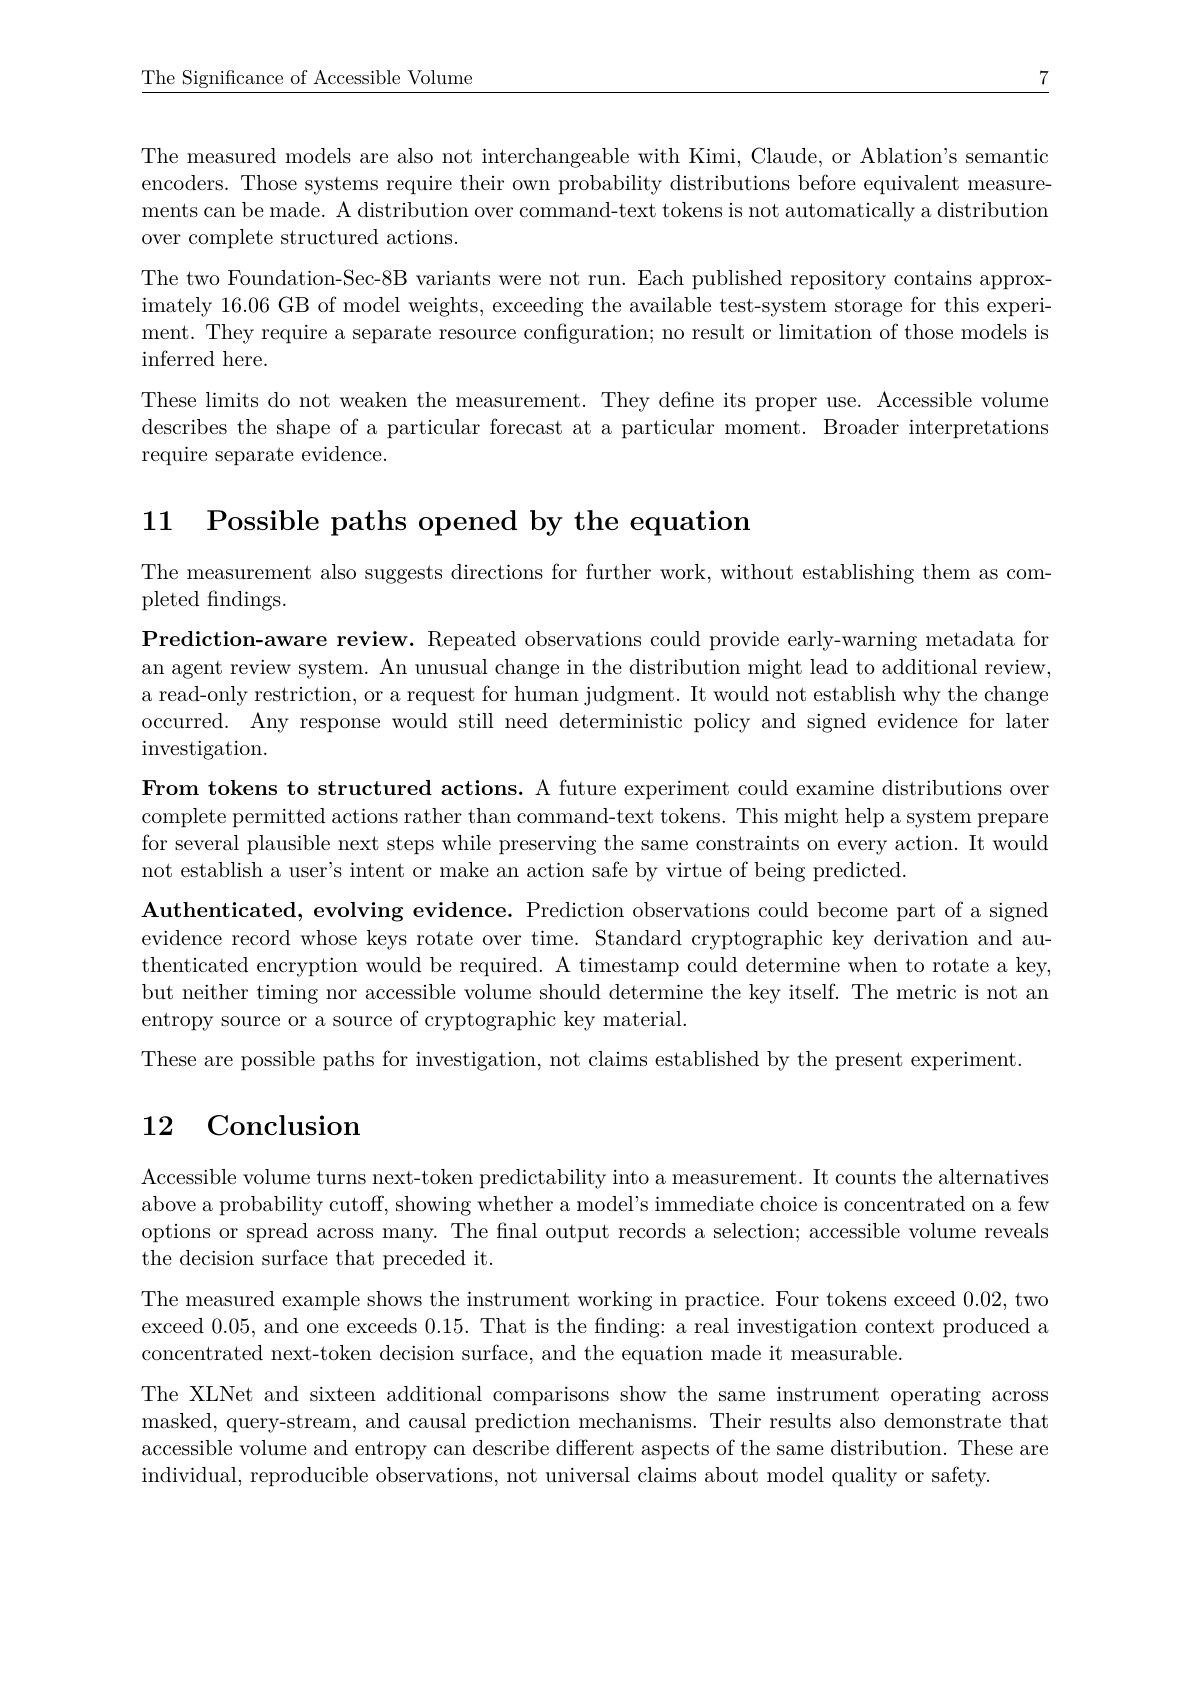 The Significance of Accessible Volume 7
The measured models are also not interchangeable with Kimi, Claude, or Ablation's semantic
encoders. Those systems require their own probability distributions before equivalent measure-
ments can be made. A distribution over command-text tokens is not automatically a distribution
over complete structured actions.
The two Foundation-Sec-8B variants were not run. Each published repository contains approx-
imately 16.06 GB of model weights, exceeding the available test-system storage for this experi-
ment. They require a separate resource configuration; no result or limitation of those models is
inferred here.
These limits do not weaken the measurement. They define its proper use. Accessible volume
describes the shape of a particular forecast at a particular moment. Broader interpretations
require separate evidence.
11 Possible paths opened by the equation
The measurement also suggests directions for further work, without establishing them as com-
pleted findings.
Prediction-aware review. Repeated observations could provide early-warning metadata for
an agent review system. An unusual change in the distribution might lead to additional review,
a read-only restriction, or a request for human judgment. It would not establish why the change
occurred. Any response would still need deterministic policy and signed evidence for later
investigation.
From tokens to structured actions. A future experiment could examine distributions over
complete permitted actions rather than command-text tokens. This might help a system prepare
for several plausible next steps while preserving the same constraints on every action. It would
not establish a user's intent or make an action safe by virtue of being predicted.
Authenticated, evolving evidence. Prediction observations could become part of a signed
evidence record whose keys rotate over time. Standard cryptographic key derivation and au-
thenticated encryption would be required. A timestamp could determine when to rotate a key,
but neither timing nor accessible volume should determine the key itself. The metric is not an
entropy source or a source of cryptographic key material.
These are possible paths for investigation, not claims established by the present experiment.
12 Conclusion
Accessible volume turns next-token predictability into a measurement. It counts the alternatives
above a probability cutoff, showing whether a model's immediate choice is concentrated on a few
options or spread across many. The final output records a selection; accessible volume reveals
the decision surface that preceded it.
The measured example shows the instrument working in practice. Four tokens exceed 0.02, two
exceed 0.05, and one exceeds 0.15. That is the finding: a real investigation context produced a
concentrated next-token decision surface, and the equation made it measurable.
The XLNet and sixteen additional comparisons show the same instrument operating across
masked, query-stream, and causal prediction mechanisms. Their results also demonstrate that
accessible volume and entropy can describe different aspects of the same distribution. These are
individual, reproducible observations, not universal claims about model quality or safety.